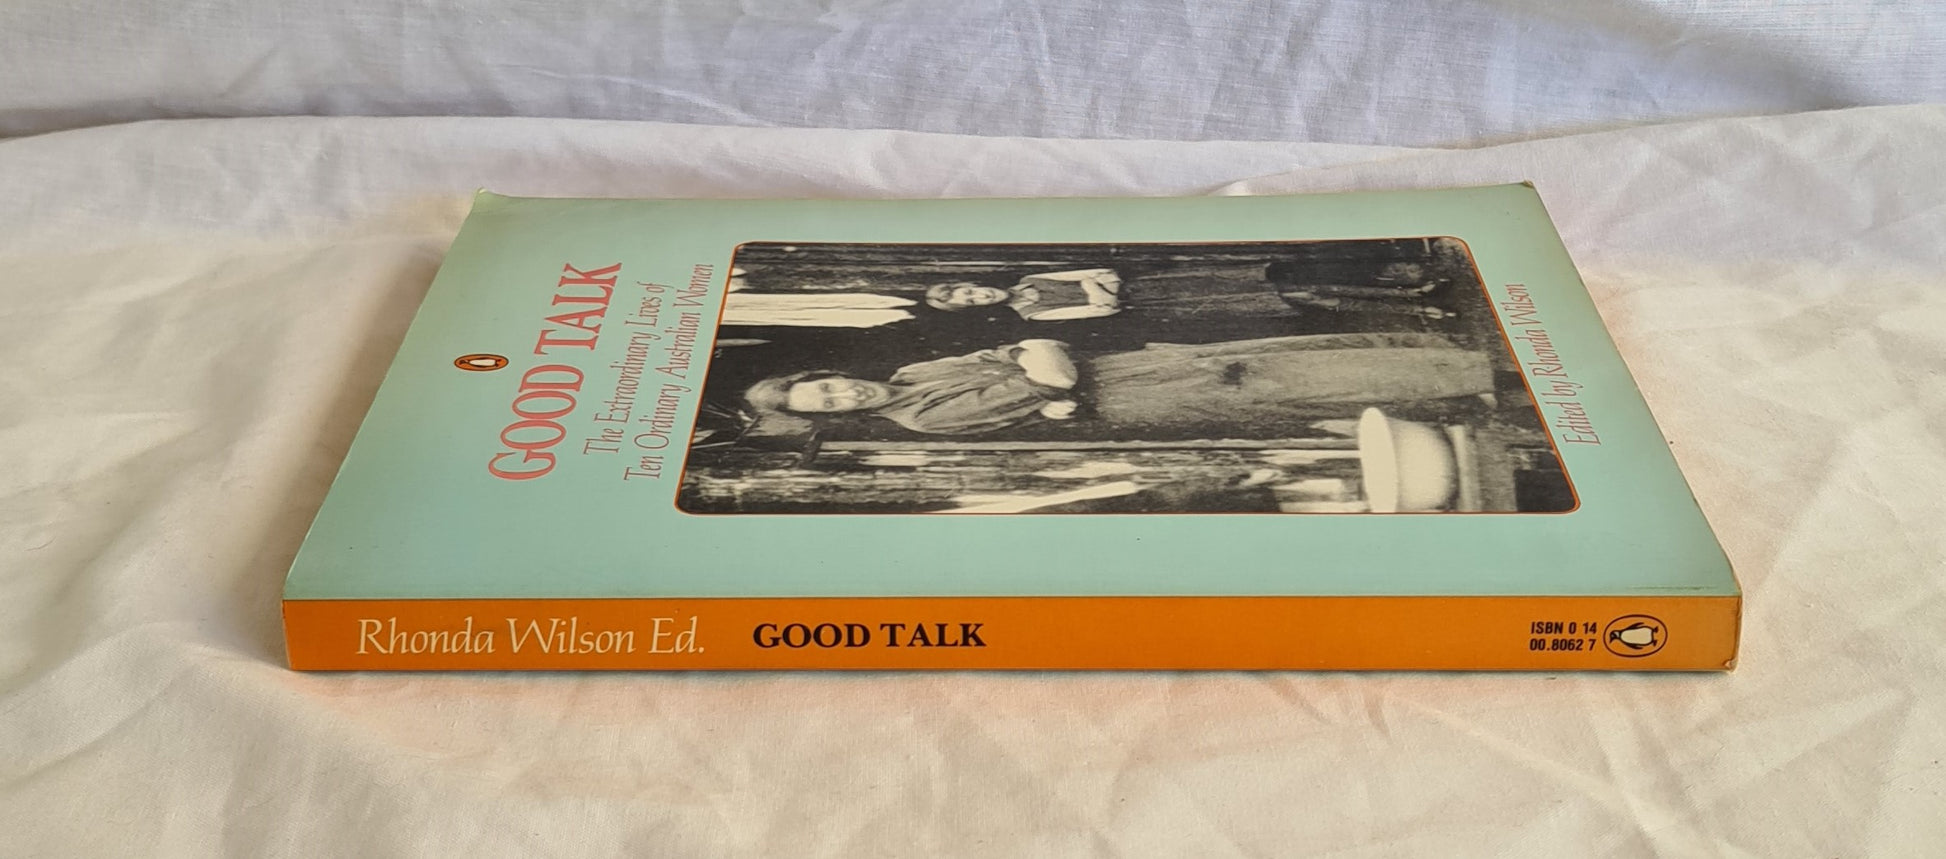 GOOD TALK
The Extraordinary Lives of
Ten Ordinary Australian Women
Edited by Rhonda Wilson
Rhonda Wilson Ed. GOOD TALK
ISBN 0 14
00.8062 7